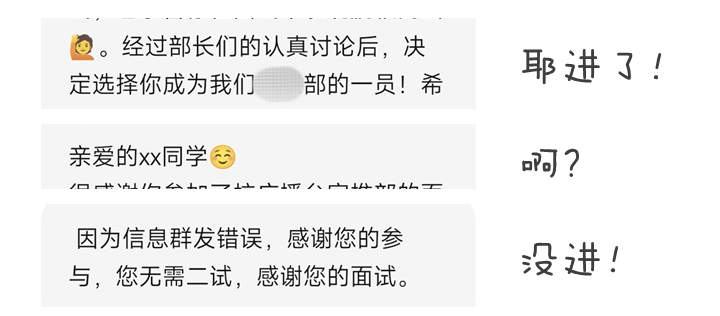 🙋。经过部长们的认真讨论后，决
定选择你成为我们部的一员！希
耶进了！
亲爱的xx同学☺️
啊？
因为信息群发错误，感谢您的参
与，您无需二试，感谢您的面试。
没进！